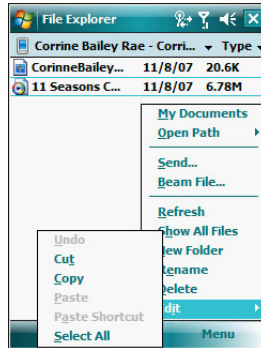 File Explorer
Corrine Bailey Rae - Corri... Type
CorinneBailey... 11/8/07 20.6K
11 Seasons C... 11/8/07 6.78M
My Documents
Open Path
Send...
Beam File...
Refresh
Show All Files
New Folder
Rename
Delete
Edit
Undo
Cut
Copy
Paste
Paste Shortcut
Select All
Menu